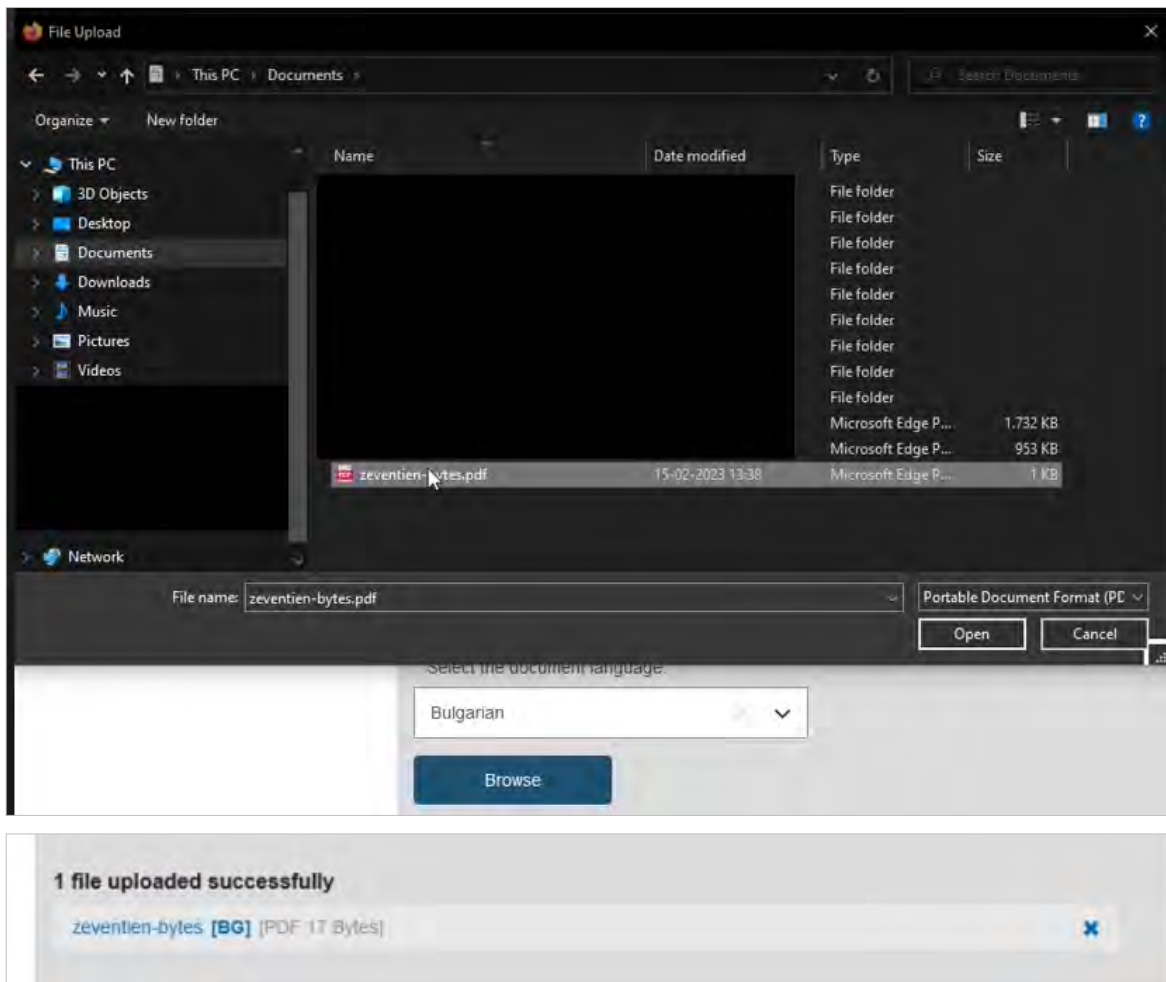 File Upload
This PC › Documents ›
Search Documents
Organize
New folder
Name Date modified Type Size
This PC
3D Objects
Desktop
Documents
Downloads
Music
Pictures
Videos
Network
File folder
File folder
File folder
File folder
File folder
File folder
File folder
File folder
File folder
Microsoft Edge P... 1.732 KB
Microsoft Edge P... 953 KB
zeventien-bytes.pdf 15-02-2023 13:38 Microsoft Edge P... 1 KB
File name: zeventien-bytes.pdf
Portable Document Format (PD
Open Cancel
Select the document language:
Bulgarian
Browse
1 file uploaded successfully
zeventien-bytes [BG] [PDF 17 Bytes]